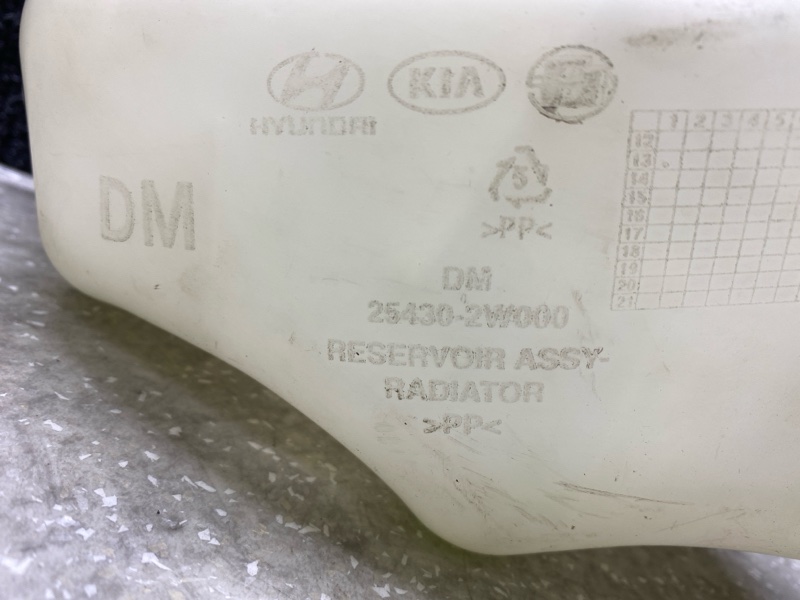 HYUNDAI
KIA
DM
5
>PP<
DM
25430-2W000
RESERVOIR ASSY-
RADIATOR
>PP<
1 2 3 4 5
12
13
14
15
16
17
18
19
20
21